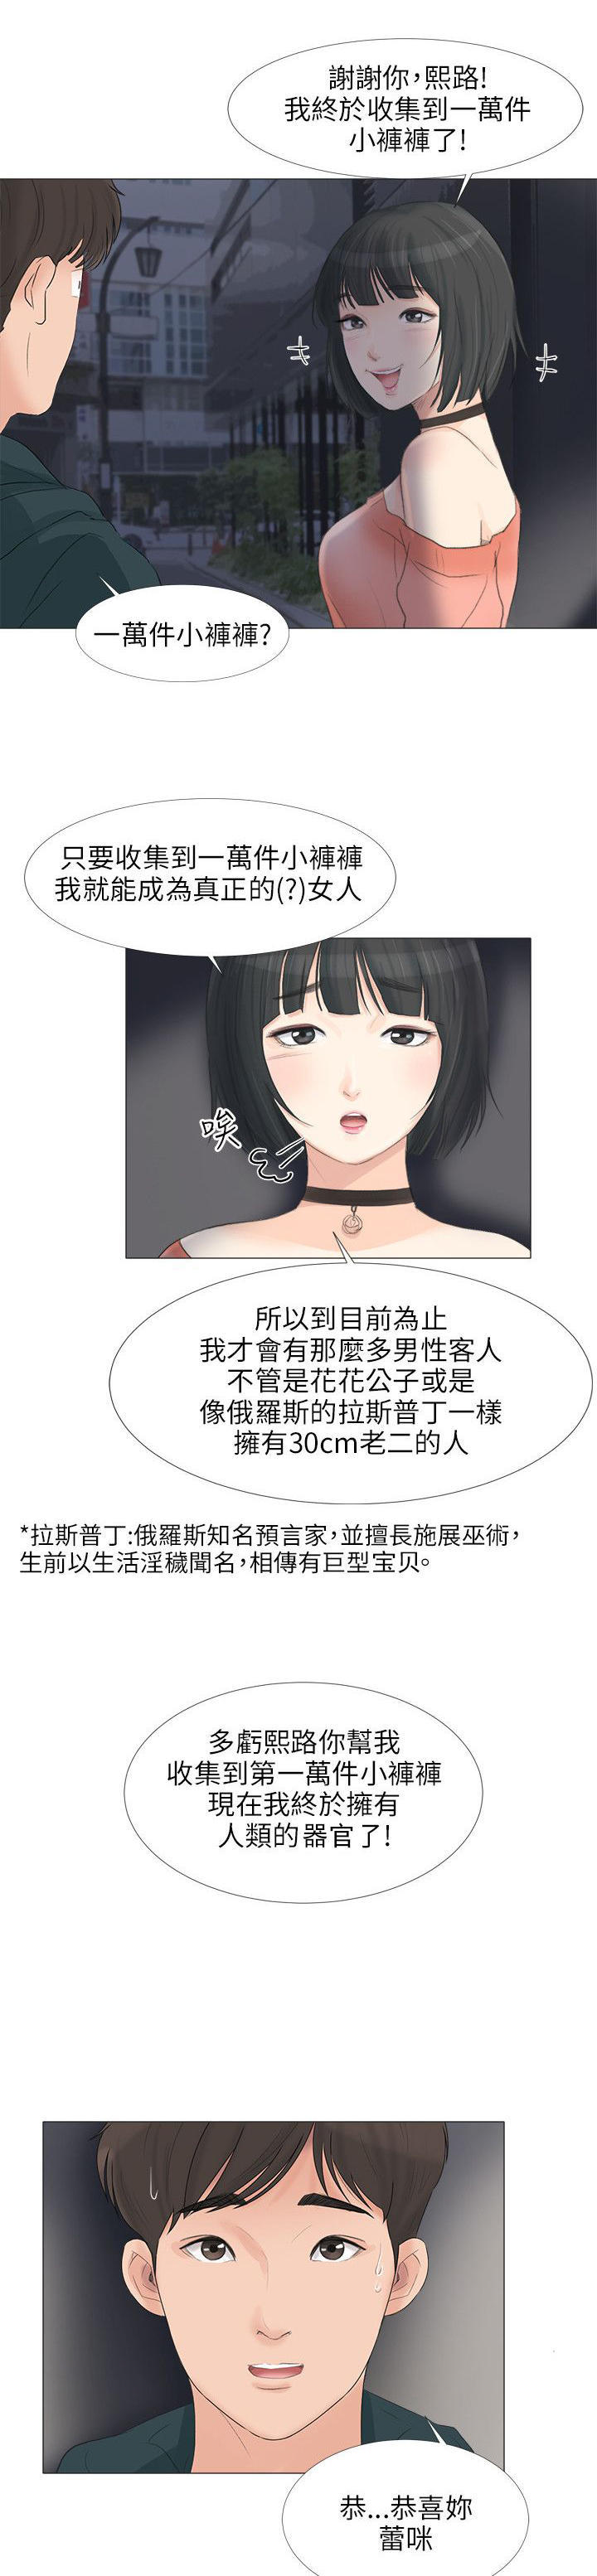 謝謝你，熙路!
我終於收集到一萬件
小褲褲了!
一萬件小褲褲?
只要收集到一萬件小褲褲
我就能成為真正的(?)女人
唉
所以到目前為止
我才會有那麼多男性客人
不管是花花公子或是
像俄羅斯的拉斯普丁一樣
擁有30cm老二的人
*拉斯普丁:俄羅斯知名預言家，並擅長施展巫術，
生前以生活淫穢聞名，相傳有巨型宝贝。
多虧熙路你幫我
收集到第一萬件小褲褲
現在我終於擁有
人類的器官了!
恭...恭喜妳
蕾咪